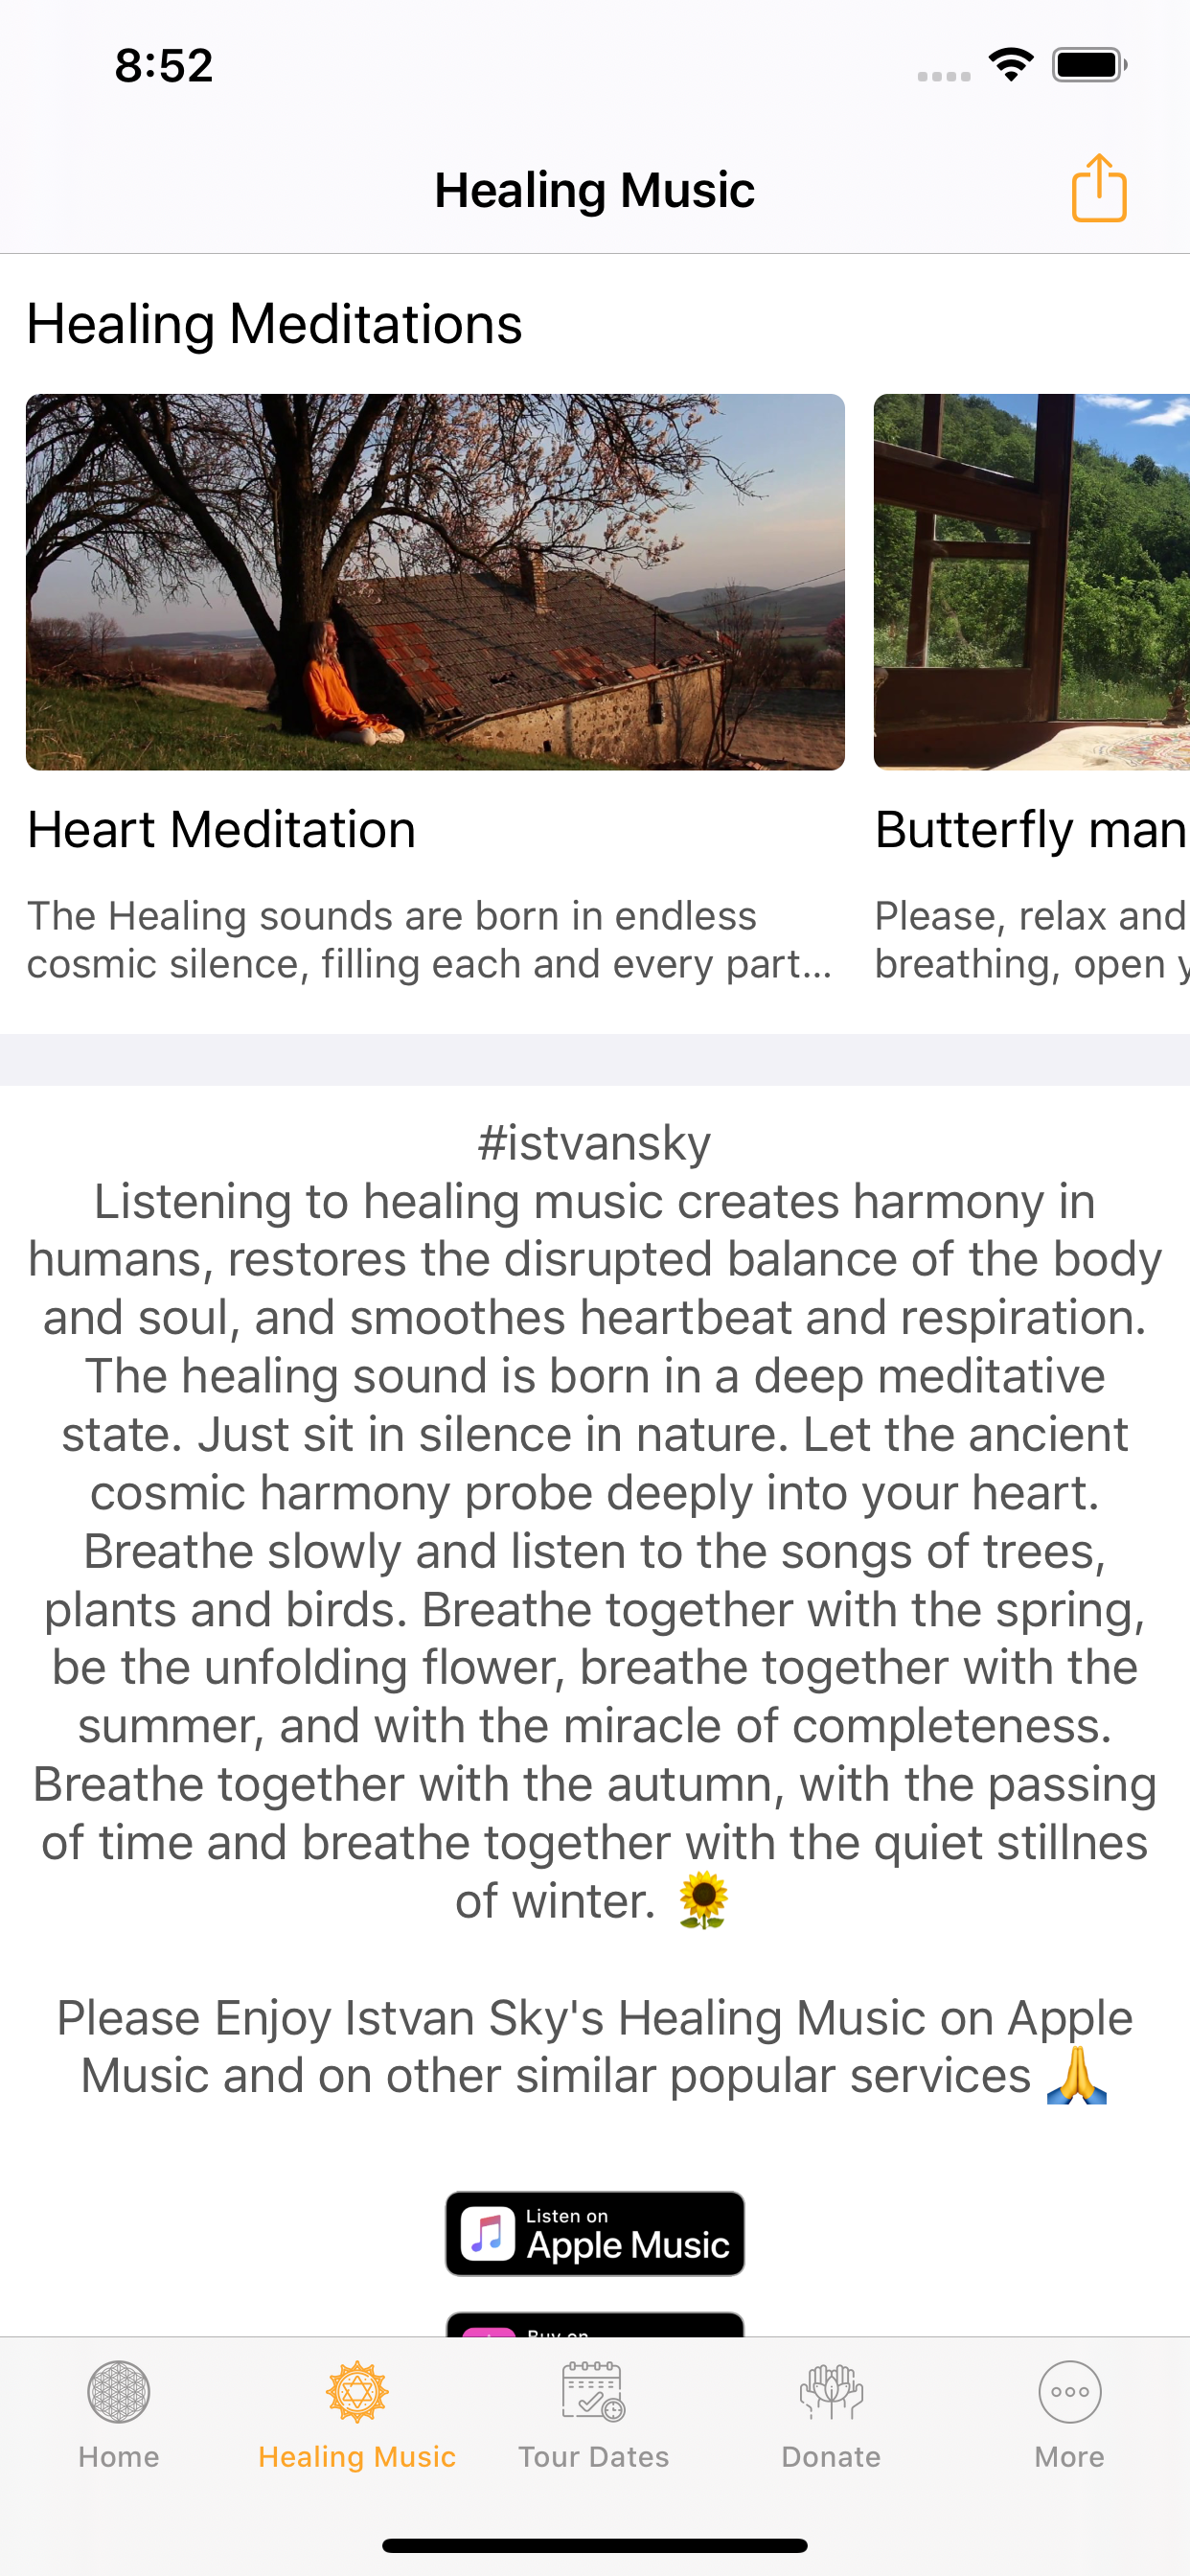 8:52
Healing Music
Healing Meditations
Heart Meditation
The Healing sounds are born in endless
cosmic silence, filling each and every part...
Butterfly man
Please, relax and
breathing, open y
#istvansky
Listening to healing music creates harmony in
humans, restores the disrupted balance of the body
and soul, and smoothes heartbeat and respiration.
The healing sound is born in a deep meditative
state. Just sit in silence in nature. Let the ancient
cosmic harmony probe deeply into your heart.
Breathe slowly and listen to the songs of trees,
plants and birds. Breathe together with the spring,
be the unfolding flower, breathe together with the
summer, and with the miracle of completeness.
Breathe together with the autumn, with the passing
of time and breathe together with the quiet stillnes
of winter. 🌻
Please Enjoy Istvan Sky's Healing Music on Apple
Music and on other similar popular services 🙏
Listen on
Apple Music
Buy on
Home
Healing Music
Tour Dates
Donate
More